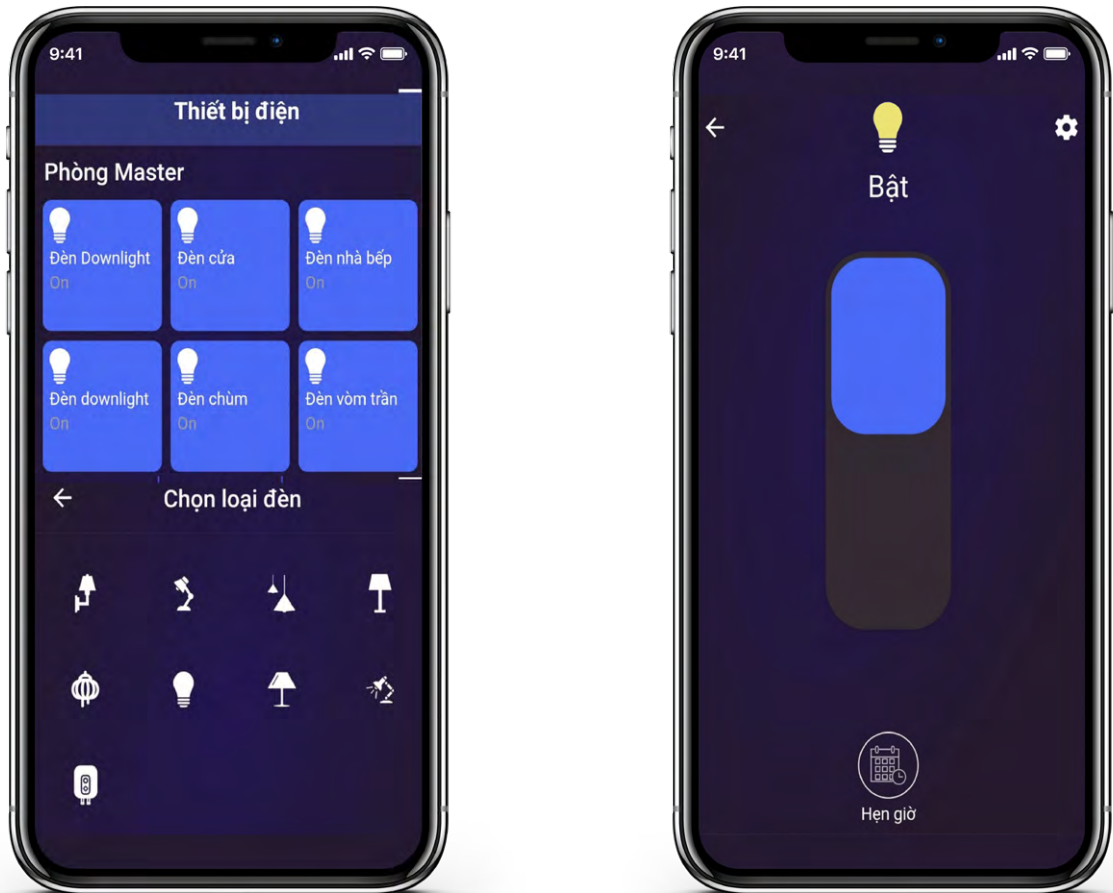 9:41
Thiết bị điện
Phòng Master
Đèn Downlight
On
Đèn cửa
On
Đèn nhà bếp
On
Đèn downlight
On
Đèn chùm
On
Đèn vòm trần
On
Chọn loại đèn
9:41
Bật
Hẹn giờ